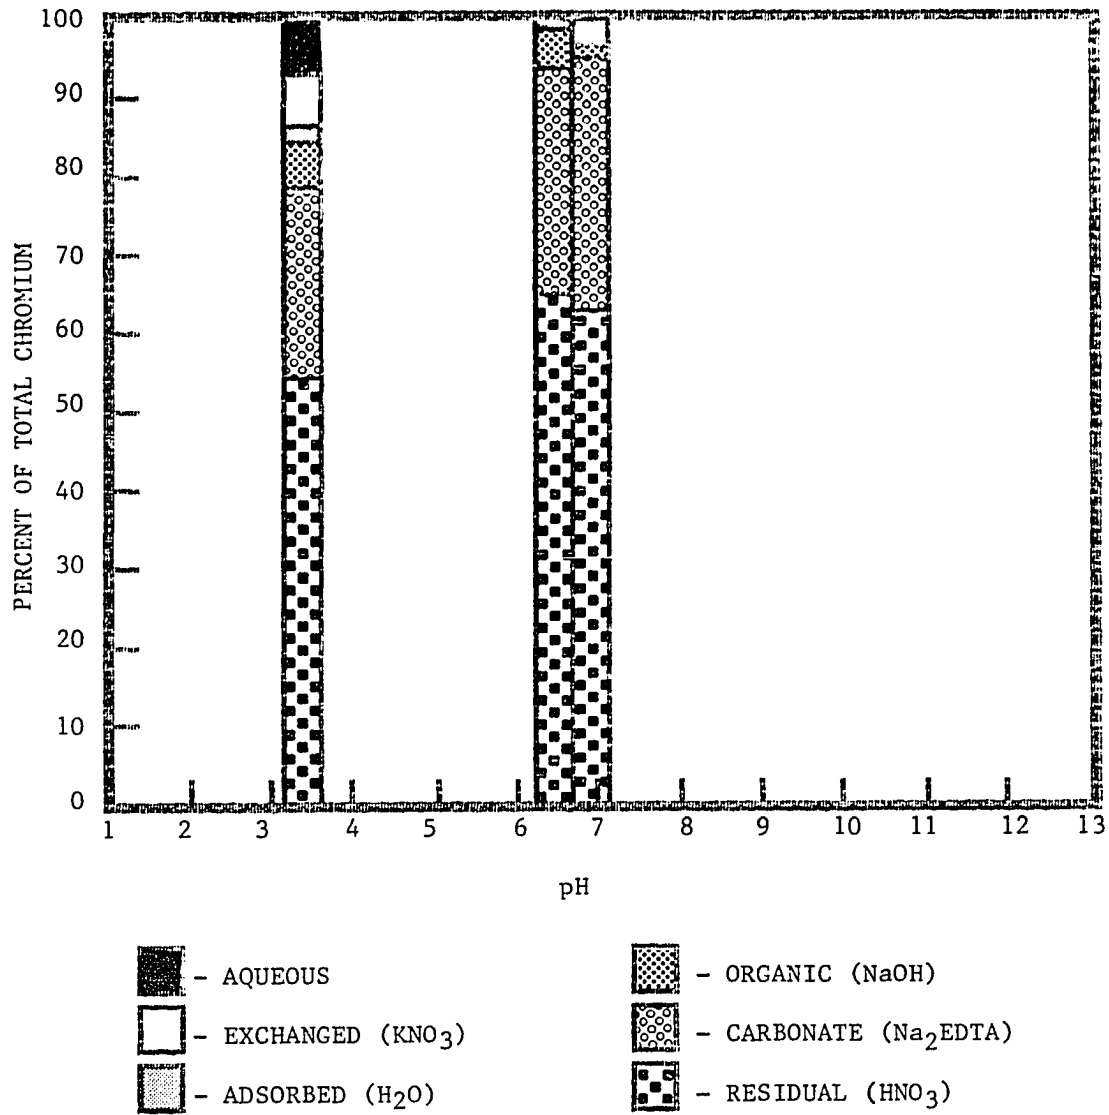 PERCENT OF TOTAL CHROMIUM
100
90
80
70
60
50
40
30
20
10
0
1 2 3 4 5 6 7 8 9 10 11 12 13
pH
- AQUEOUS
- EXCHANGED (KNO3)
- ADSORBED (H2O)
- ORGANIC (NaOH)
- CARBONATE (Na2EDTA)
- RESIDUAL (HNO3)